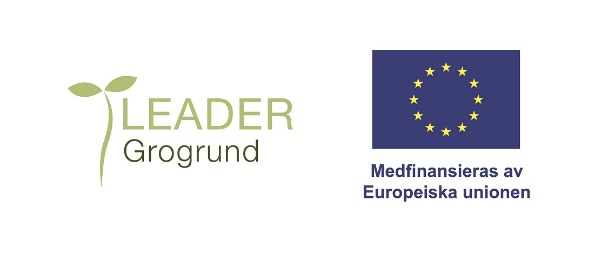 LEADER
Grogrund
Medfinansieras av
Europeiska unionen